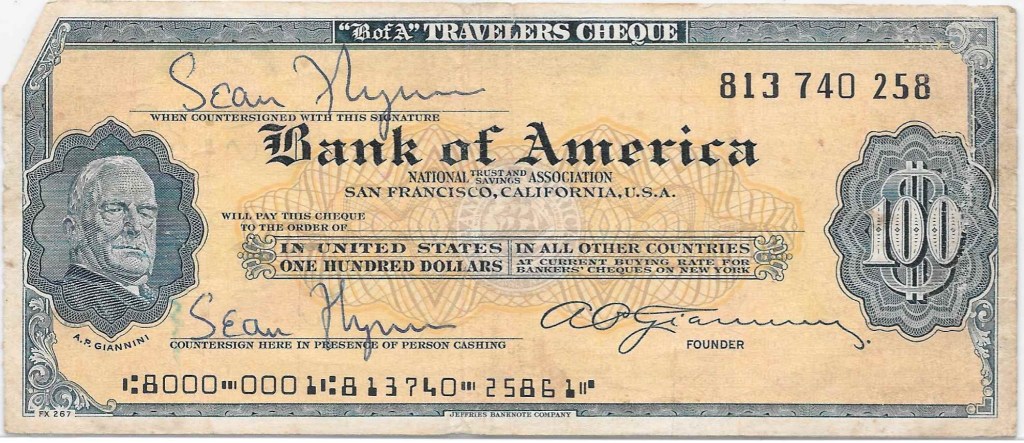 "BofA" TRAVELERS CHEQUE
Sean Flynn
813 740 258
WHEN COUNTERSIGNED WITH THIS SIGNATURE
Bank of America
NATIONAL TRUST AND SAVINGS ASSOCIATION
SAN FRANCISCO, CALIFORNIA, U.S.A.
WILL PAY THIS CHEQUE
TO THE ORDER OF
IN UNITED STATES
ONE HUNDRED DOLLARS
IN ALL OTHER COUNTRIES
AT CURRENT BUYING RATE FOR
BANKERS' CHEQUES ON NEW YORK
$100
A.P. GIANNINI
Sean Flynn
COUNTERSIGN HERE IN PRESENCE OF PERSON CASHING
A P Giannini
FOUNDER
⑆8000⑉0001⑆813740⑉25861⑈
FX 267
JEFFRIES BANKNOTE COMPANY